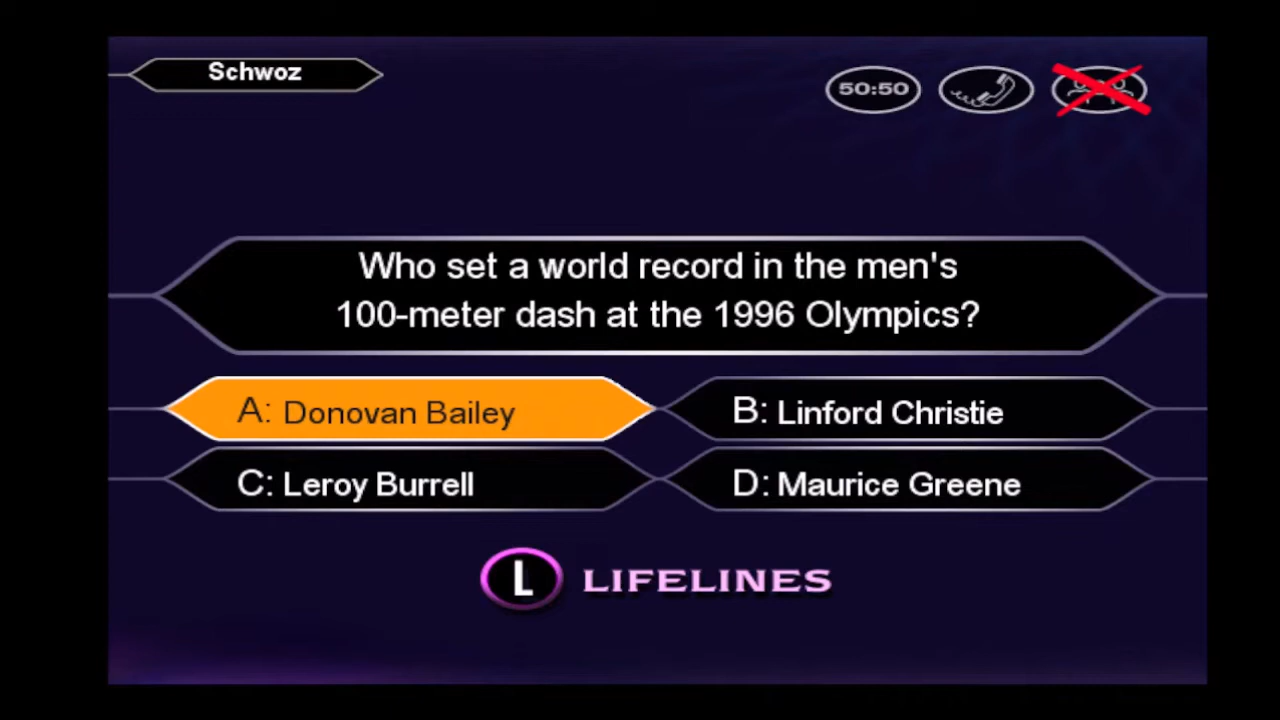 Schwoz
50:50
Who set a world record in the men's
100-meter dash at the 1996 Olympics?
A: Donovan Bailey
B: Linford Christie
C: Leroy Burrell
D: Maurice Greene
L LIFELINES